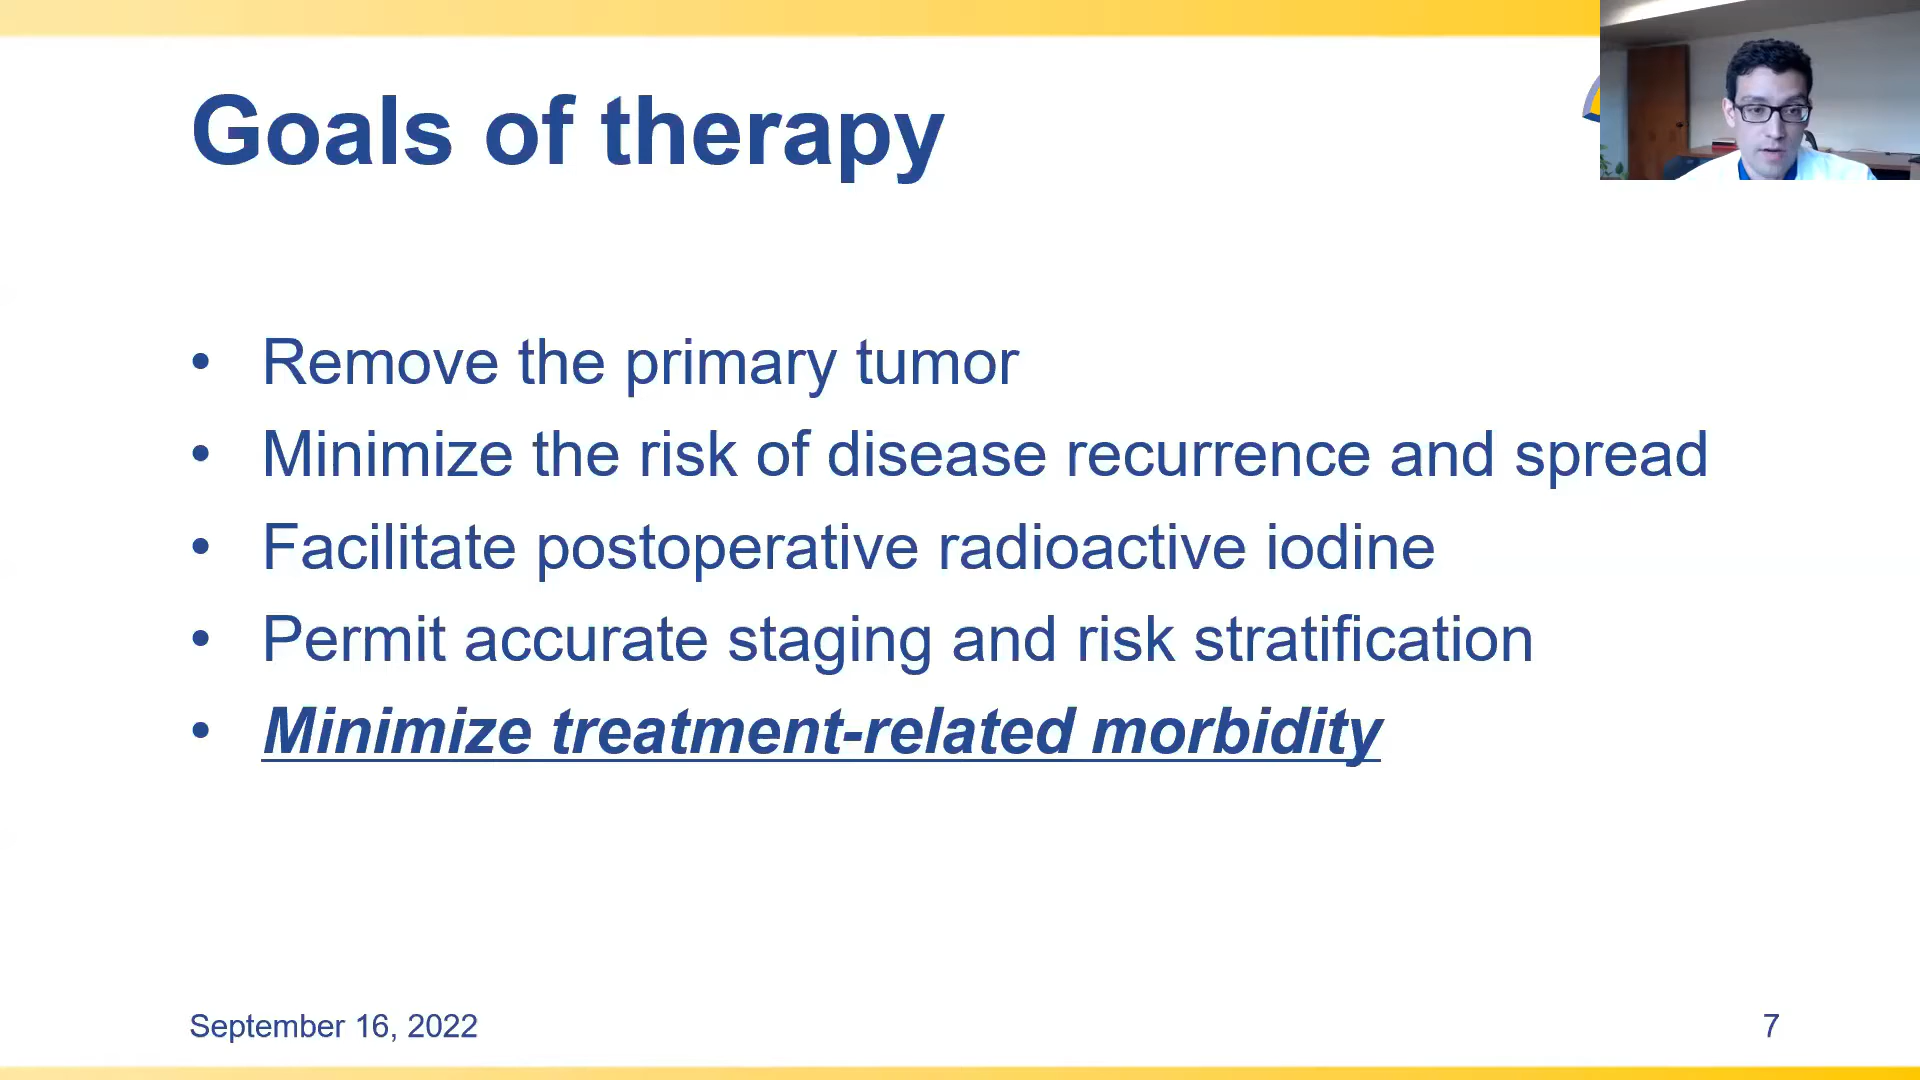 Goals of therapy
• Remove the primary tumor
• Minimize the risk of disease recurrence and spread
• Facilitate postoperative radioactive iodine
• Permit accurate staging and risk stratification
• Minimize treatment-related morbidity
September 16, 2022
7